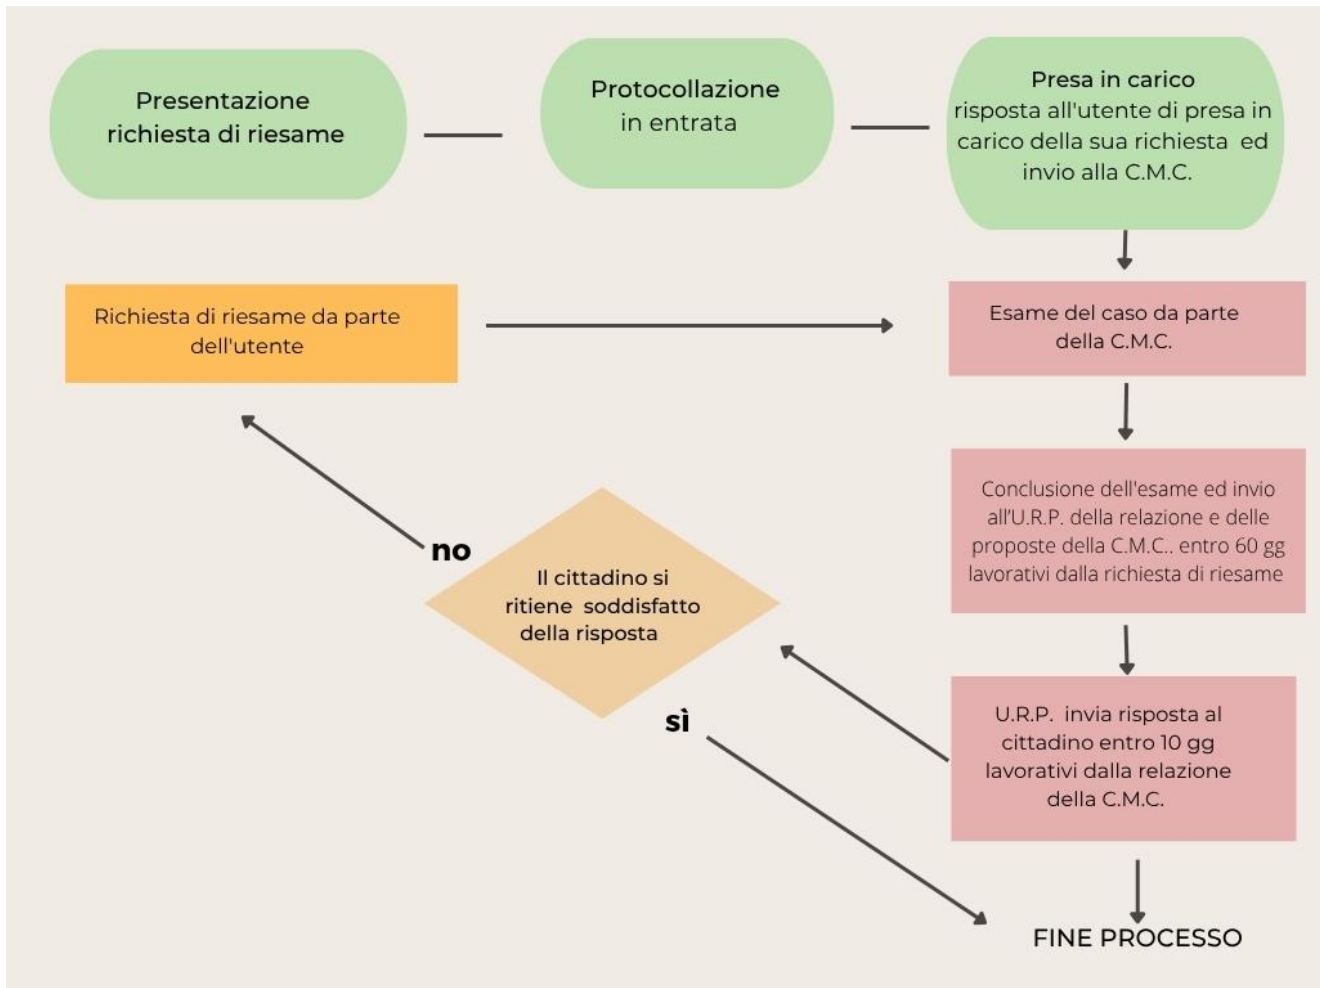 Presentazione
richiesta di riesame
Protocollazione
in entrata
Presa in carico
risposta all'utente di presa in
carico della sua richiesta ed
invio alla C.M.C.
Richiesta di riesame da parte
dell'utente
Esame del caso da parte
della C.M.C.
Conclusione dell'esame ed invio
all'U.R.P. della relazione e delle
proposte della C.M.C.. entro 60 gg
lavorativi dalla richiesta di riesame
no
Il cittadino si
ritiene soddisfatto
della risposta
sì
U.R.P. invia risposta al
cittadino entro 10 gg
lavorativi dalla relazione
della C.M.C.
FINE PROCESSO